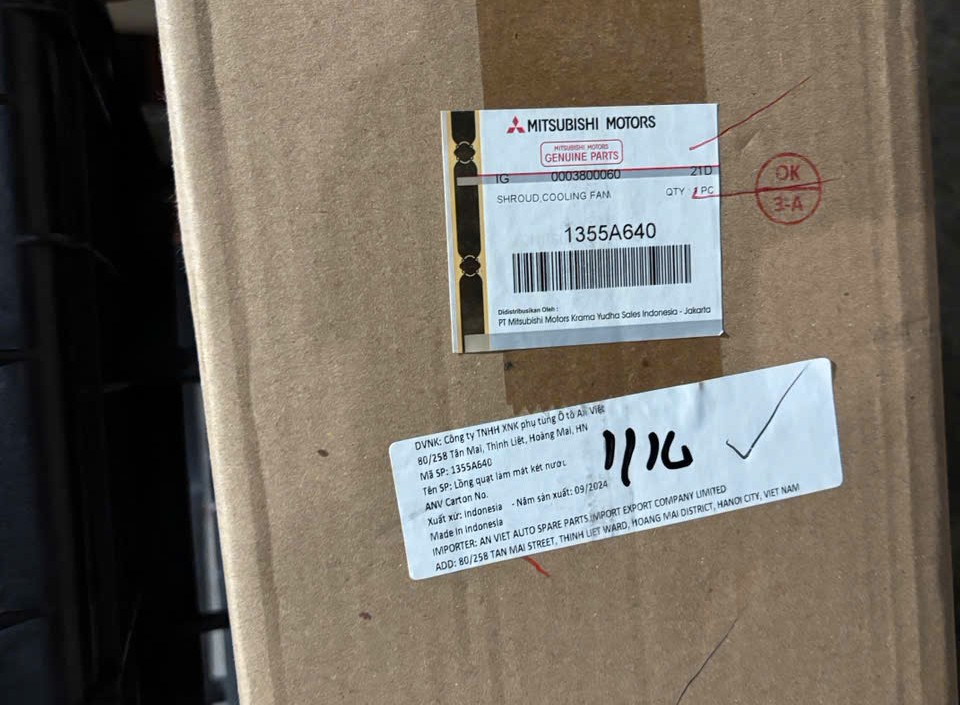 MITSUBISHI MOTORS
MITSUBISHI MOTORS
GENUINE PARTS
IG 0003800060 21D
SHROUD,COOLING FAN QTY 1 PC
1355A640
Didistribusikan Oleh :
PT Mitsubishi Motors Krama Yudha Sales Indonesia - Jakarta
OK
3-A
ĐVNK: Công ty TNHH XNK phụ tùng Ô tô An Việt
80/258 Tân Mai, Thịnh Liệt, Hoàng Mai, HN
Mã SP: 1355A640
Tên SP: Lồng quạt làm mát két nước
ANV Carton No. 1/1G
Xuất xứ: Indonesia - Năm sản xuất: 09/2024
Made in Indonesia
IMPORTER: AN VIET AUTO SPARE PARTS IMPORT EXPORT COMPANY LIMITED
ADD: 80/258 TAN MAI STREET, THINH LIET WARD, HOANG MAI DISTRICT, HANOI CITY, VIET NAM